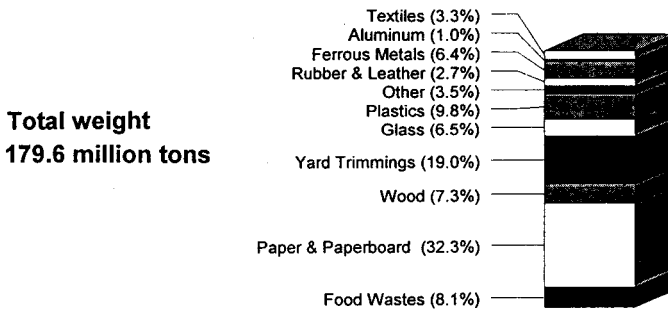 Textiles (3.3%)
Aluminum (1.0%)
Ferrous Metals (6.4%)
Rubber & Leather (2.7%)
Other (3.5%)
Plastics (9.8%)
Glass (6.5%)
Total weight
179.6 million tons
Yard Trimmings (19.0%)
Wood (7.3%)
Paper & Paperboard (32.3%)
Food Wastes (8.1%)